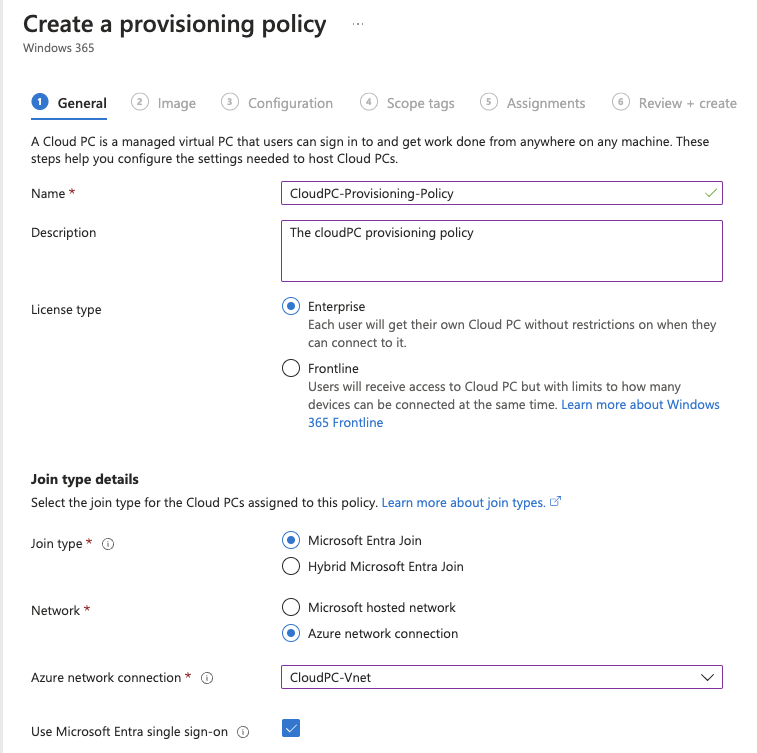 Create a provisioning policy ...
Windows 365
1 General 2 Image 3 Configuration 4 Scope tags 5 Assignments 6 Review + create
A Cloud PC is a managed virtual PC that users can sign in to and get work done from anywhere on any machine. These
steps help you configure the settings needed to host Cloud PCs.
Name * CloudPC-Provisioning-Policy
Description The cloudPC provisioning policy
License type Enterprise
Each user will get their own Cloud PC without restrictions on when they
can connect to it.
Frontline
Users will receive access to Cloud PC but with limits to how many
devices can be connected at the same time. Learn more about Windows
365 Frontline
Join type details
Select the join type for the Cloud PCs assigned to this policy. Learn more about join types.
Join type * Microsoft Entra Join
Hybrid Microsoft Entra Join
Network * Microsoft hosted network
Azure network connection
Azure network connection * CloudPC-Vnet
Use Microsoft Entra single sign-on